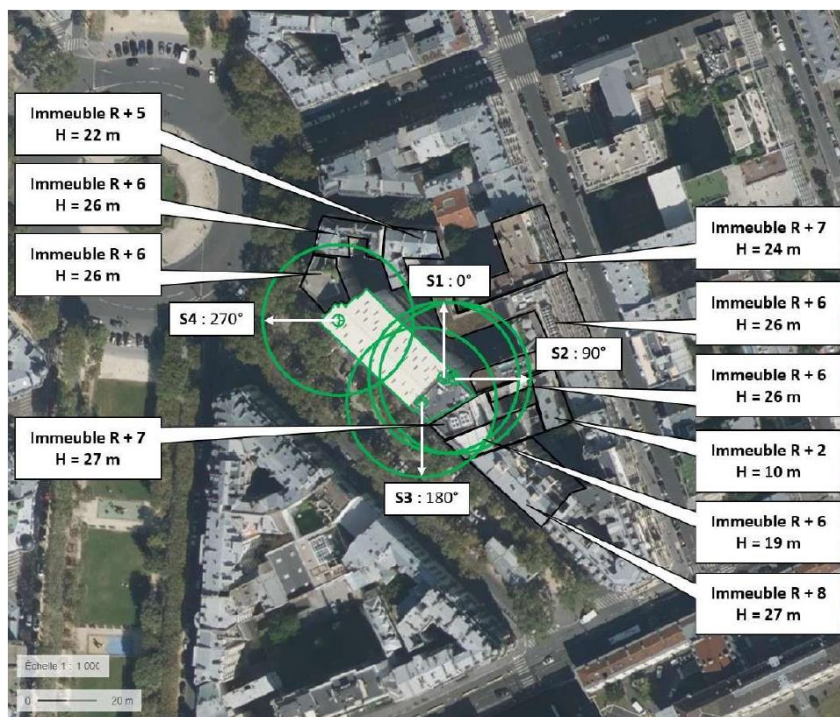 Immeuble R + 5
H = 22 m
Immeuble R + 6
H = 26 m
Immeuble R + 6
H = 26 m
S4 : 270°
Immeuble R + 7
H = 27 m
S1 : 0°
S2 : 90°
S3 : 180°
Immeuble R + 7
H = 24 m
Immeuble R + 6
H = 26 m
Immeuble R + 6
H = 26 m
Immeuble R + 2
H = 10 m
Immeuble R + 6
H = 19 m
Immeuble R + 8
H = 27 m
Échelle 1 : 1 000
0 20 m